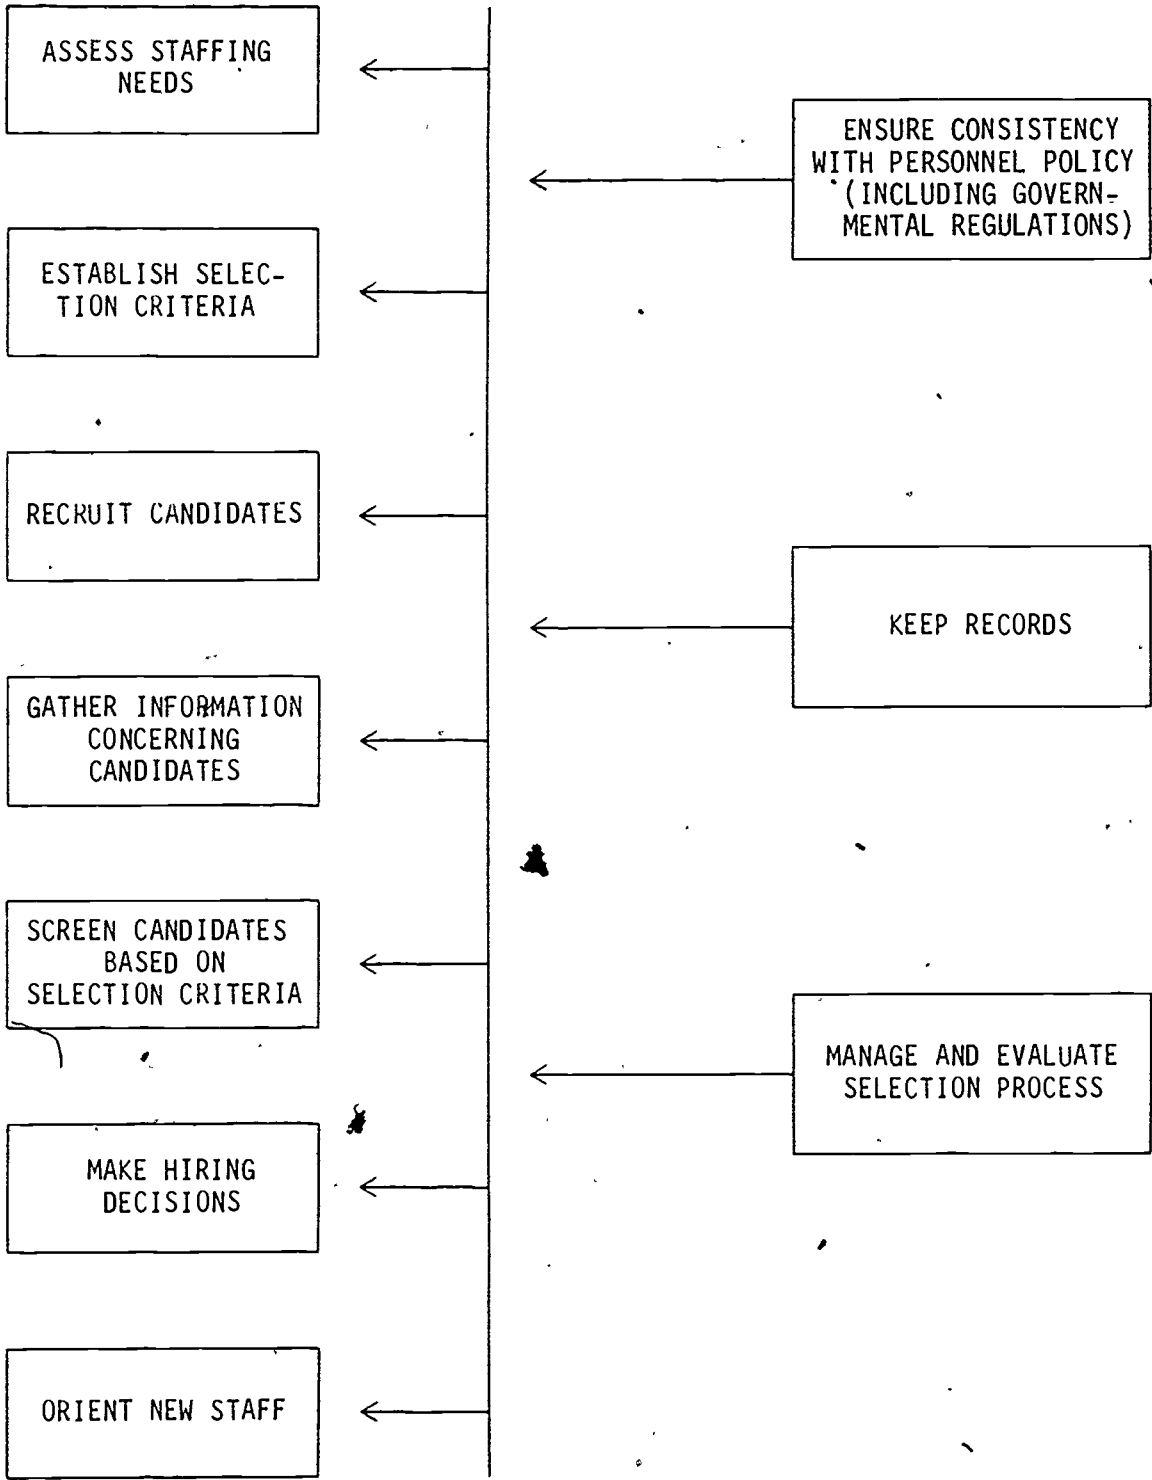 ASSESS STAFFING
NEEDS
ENSURE CONSISTENCY
WITH PERSONNEL POLICY
(INCLUDING GOVERN-
MENTAL REGULATIONS)
ESTABLISH SELEC-
TION CRITERIA
RECRUIT CANDIDATES
KEEP RECORDS
GATHER INFORMATION
CONCERNING
CANDIDATES
SCREEN CANDIDATES
BASED ON
SELECTION CRITERIA
MANAGE AND EVALUATE
SELECTION PROCESS
MAKE HIRING
DECISIONS
ORIENT NEW STAFF